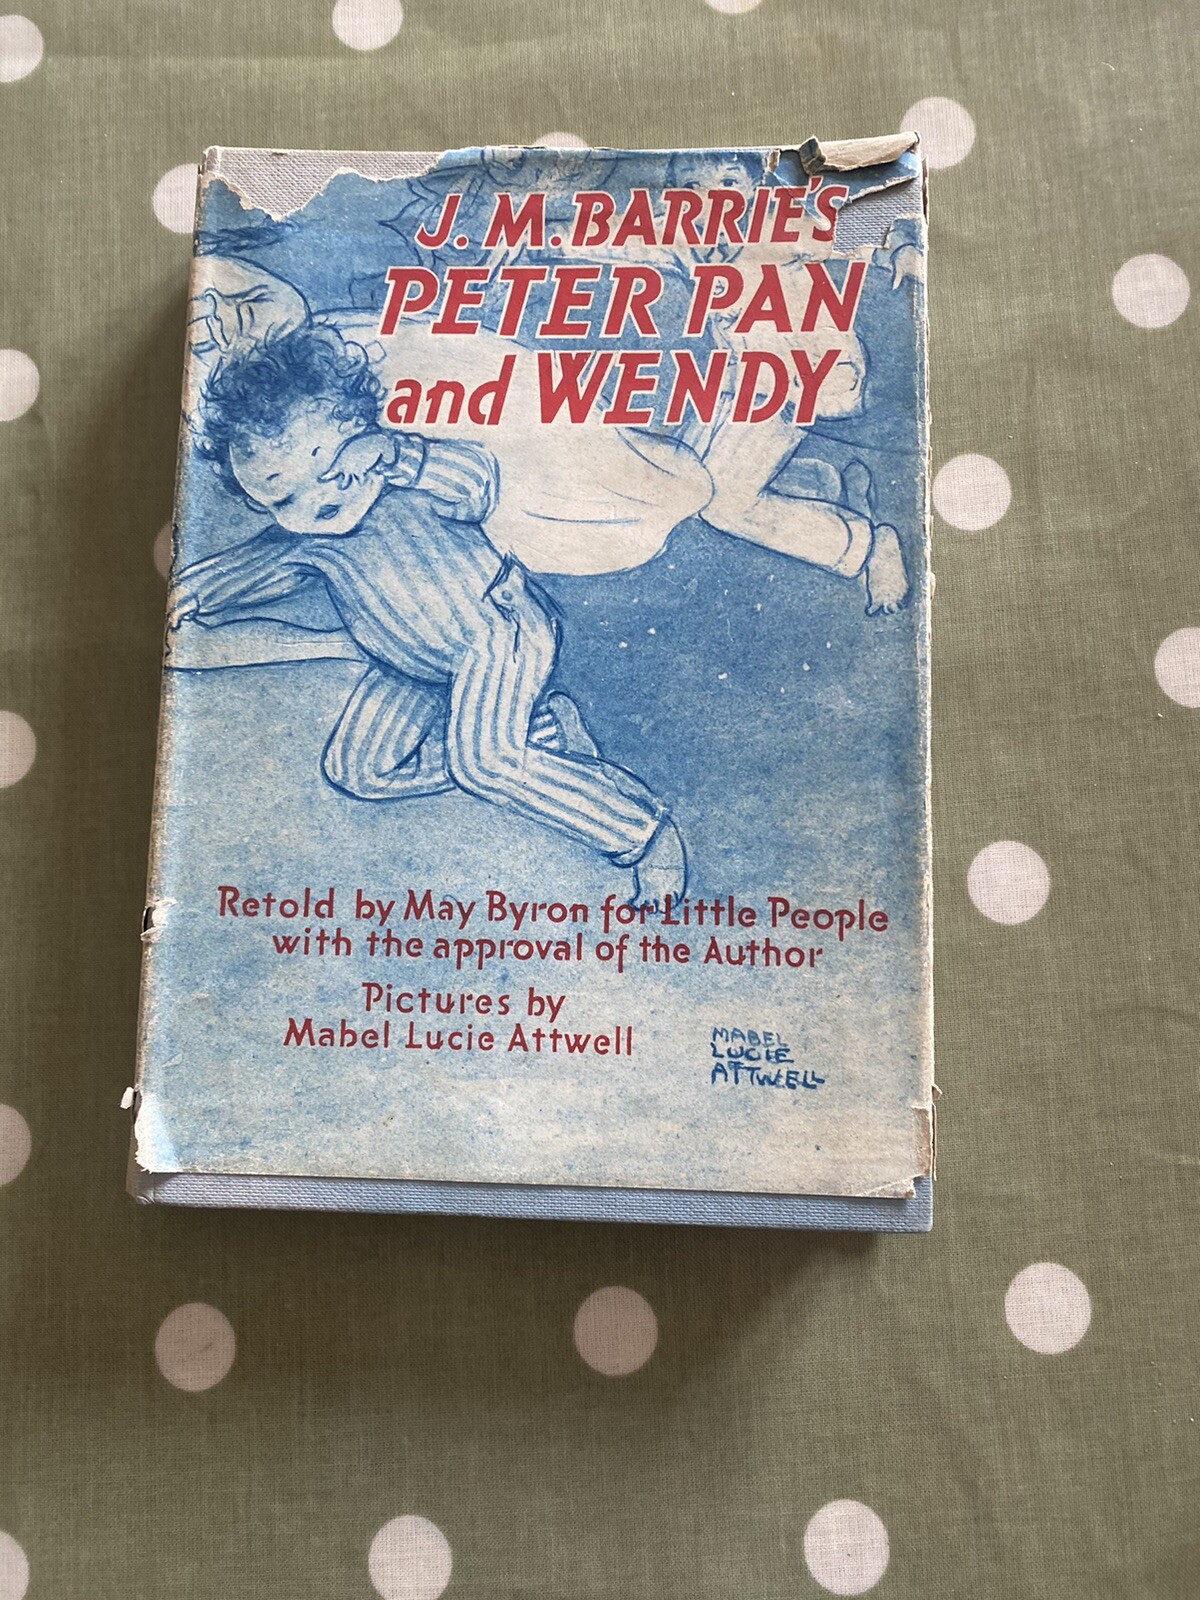 J. M. BARRIE'S
PETER PAN
and WENDY
Retold by May Byron for Little People
with the approval of the Author
Pictures by
Mabel Lucie Attwell
MABEL
LUCIE
ATTWELL